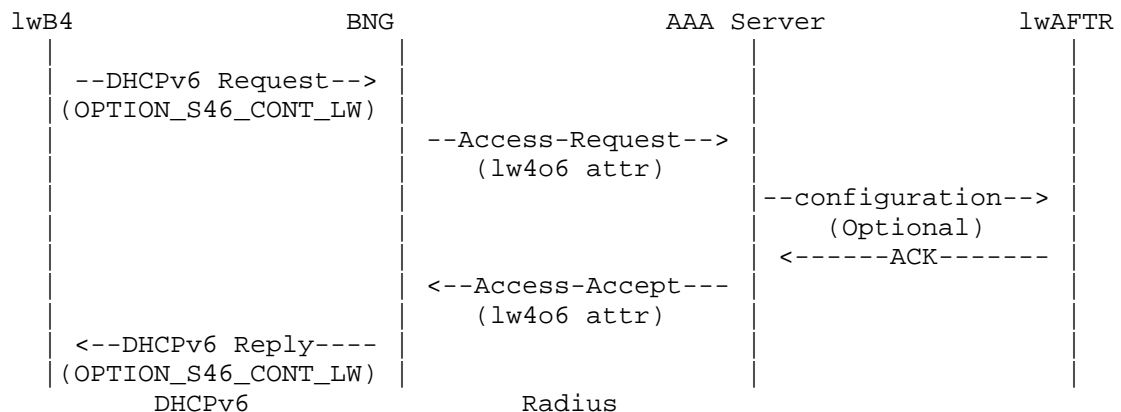 lwB4 BNG AAA Server lwAFTR
--DHCPv6 Request-->
(OPTION_S46_CONT_LW)
--Access-Request-->
(lw4o6 attr)
--configuration-->
(Optional)
<------ACK-------
<--Access-Accept---
(lw4o6 attr)
<--DHCPv6 Reply----
(OPTION_S46_CONT_LW)
DHCPv6 Radius